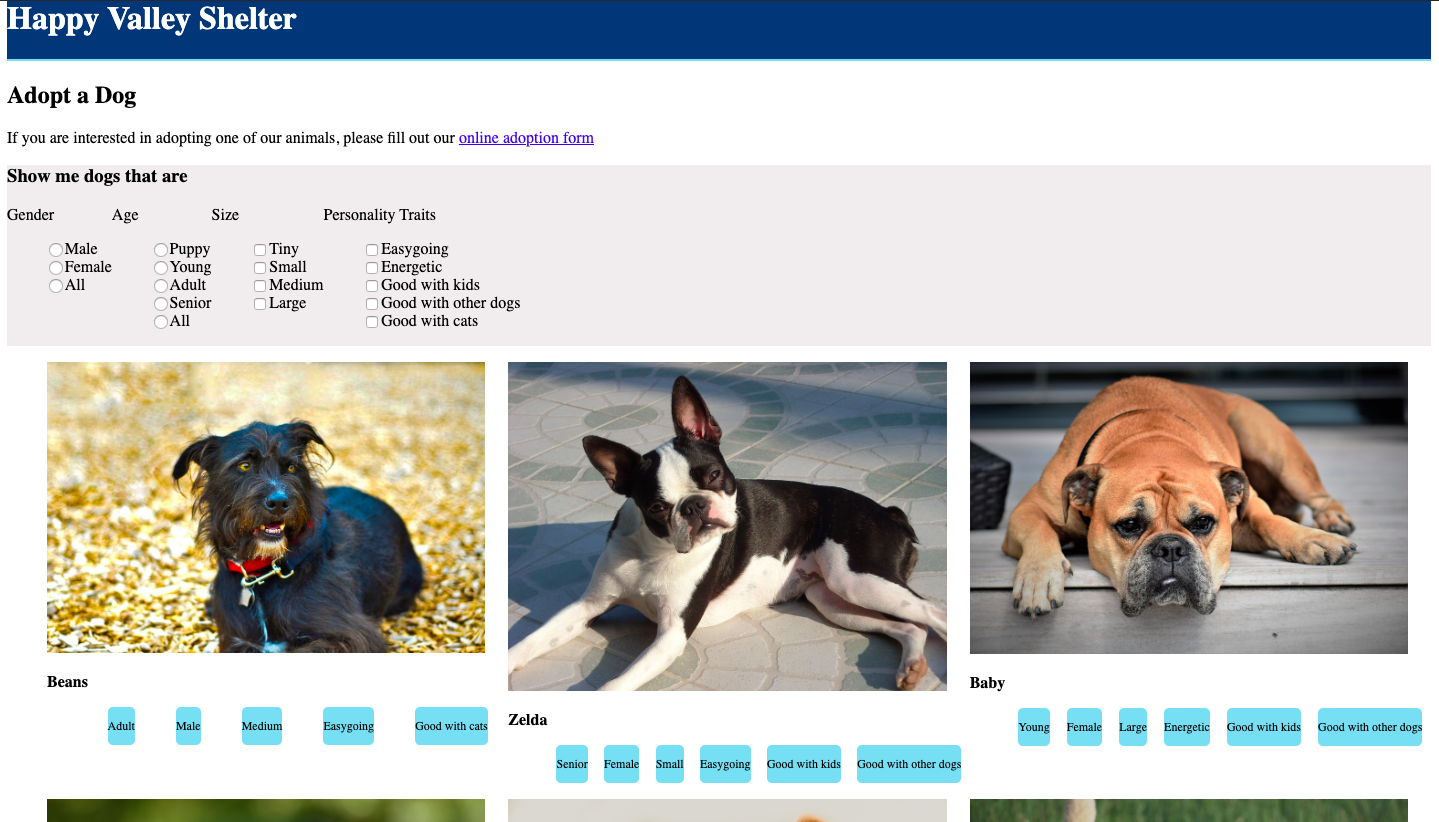 Happy Valley Shelter
Adopt a Dog
If you are interested in adopting one of our animals, please fill out our online adoption form
Show me dogs that are
Gender
Male
Female
All
Age
Puppy
Young
Adult
Senior
All
Size
Tiny
Small
Medium
Large
Personality Traits
Easygoing
Energetic
Good with kids
Good with other dogs
Good with cats
Beans
Adult Male Medium Easygoing Good with cats
Zelda
Senior Female Small Easygoing Good with kids Good with other dogs
Baby
Young Female Large Energetic Good with kids Good with other dogs